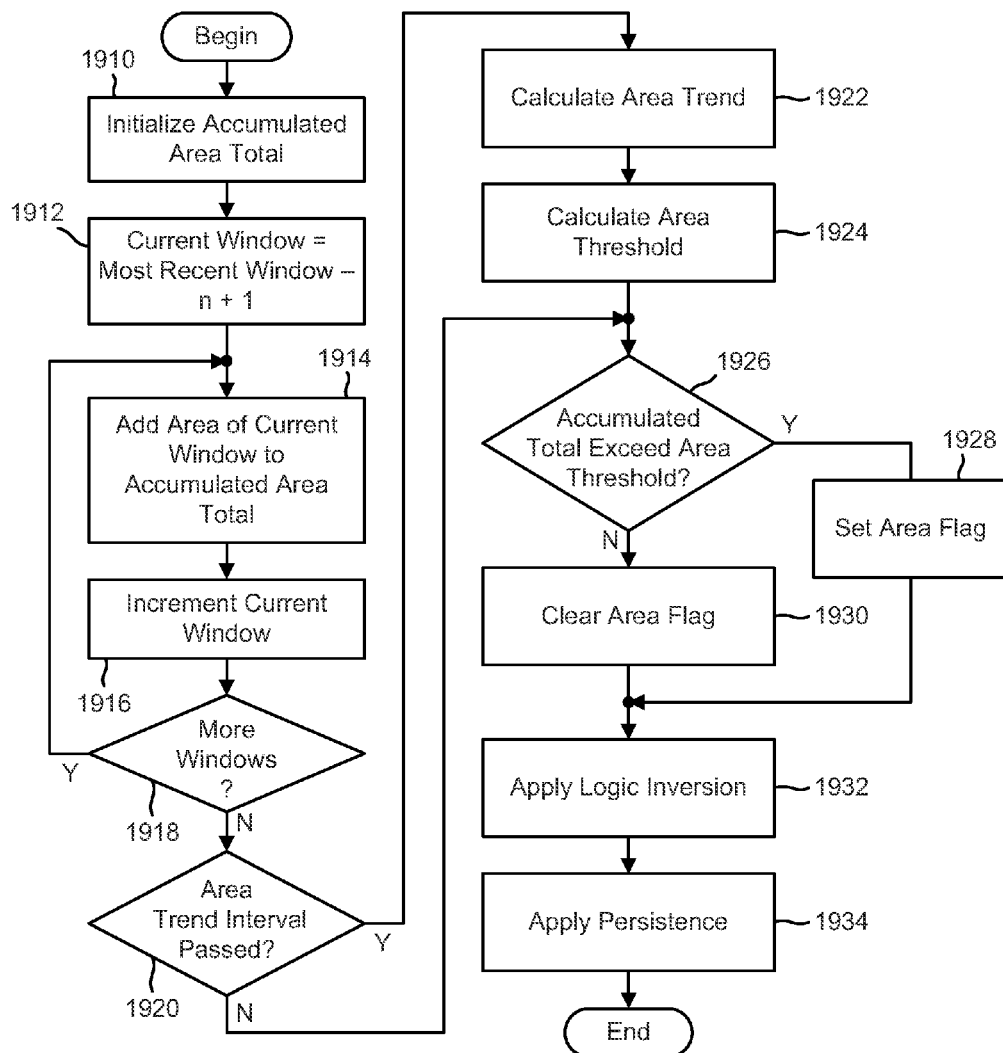 Begin
1910
Initialize Accumulated
Area Total
1912
Current Window =
Most Recent Window –
n + 1
1914
Add Area of Current
Window to
Accumulated Area
Total
Increment Current
Window
1916
More
Windows
?
Y
N
1918
Area
Trend Interval
Passed?
Y
N
1920
Calculate Area Trend
1922
Calculate Area
Threshold
1924
1926
Accumulated
Total Exceed Area
Threshold?
Y
N
1928
Set Area Flag
Clear Area Flag
1930
Apply Logic Inversion
1932
Apply Persistence
1934
End